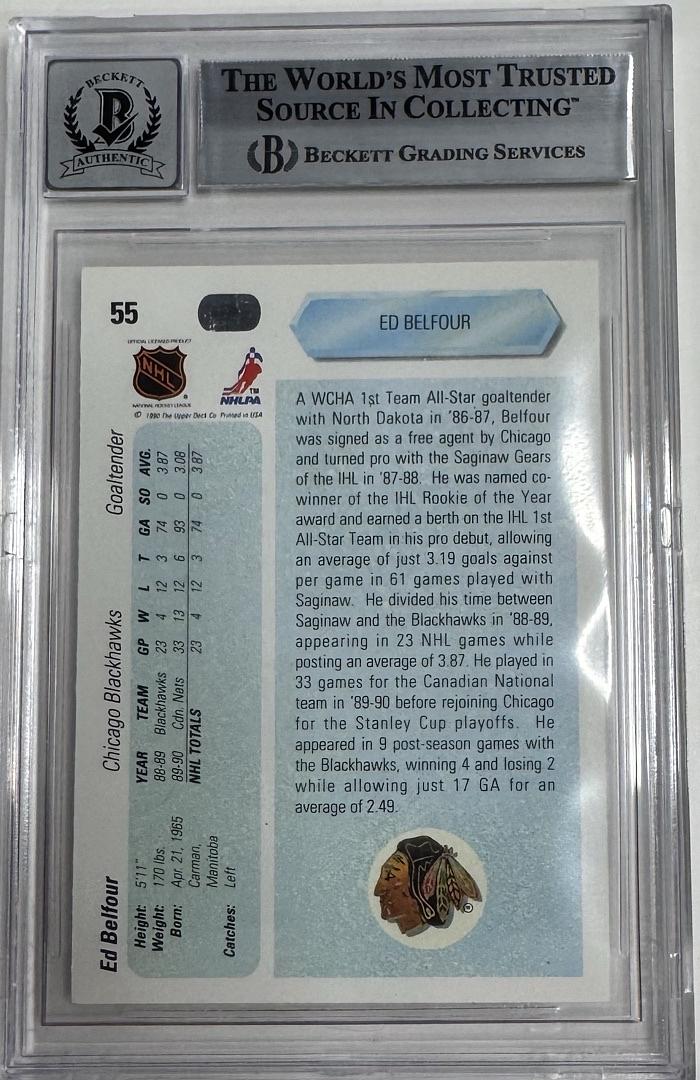 BECKETT
B
AUTHENTIC
THE WORLD'S MOST TRUSTED
SOURCE IN COLLECTING™
B BECKETT GRADING SERVICES
55
OFFICIAL LICENSED PRODUCT
NHL
®
NATIONAL HOCKEY LEAGUE
TM
NHLPA
© 1990 The Upper Deck Co. Printed in USA
ED BELFOUR
A WCHA 1st Team All-Star goaltender
with North Dakota in '86-87, Belfour
was signed as a free agent by Chicago
and turned pro with the Saginaw Gears
of the IHL in '87-88. He was named co-
winner of the IHL Rookie of the Year
award and earned a berth on the IHL 1st
All-Star Team in his pro debut, allowing
an average of just 3.19 goals against
per game in 61 games played with
Saginaw. He divided his time between
Saginaw and the Blackhawks in '88-89,
appearing in 23 NHL games while
posting an average of 3.87. He played in
33 games for the Canadian National
team in '89-90 before rejoining Chicago
for the Stanley Cup playoffs. He
appeared in 9 post-season games with
the Blackhawks, winning 4 and losing 2
while allowing just 17 GA for an
average of 2.49.
®
Ed Belfour Chicago Blackhawks Goaltender
Height: 5'11"
Weight: 170 lbs.
Born: Apr. 21, 1965
Carman,
Manitoba
Catches: Left
YEAR TEAM GP W L T GA SO AVG.
88-89 Blackhawks 23 4 12 3 74 0 3.87
89-90 Cdn. Nats 33 13 12 6 93 0 3.08
NHL TOTALS 23 4 12 3 74 0 3.87